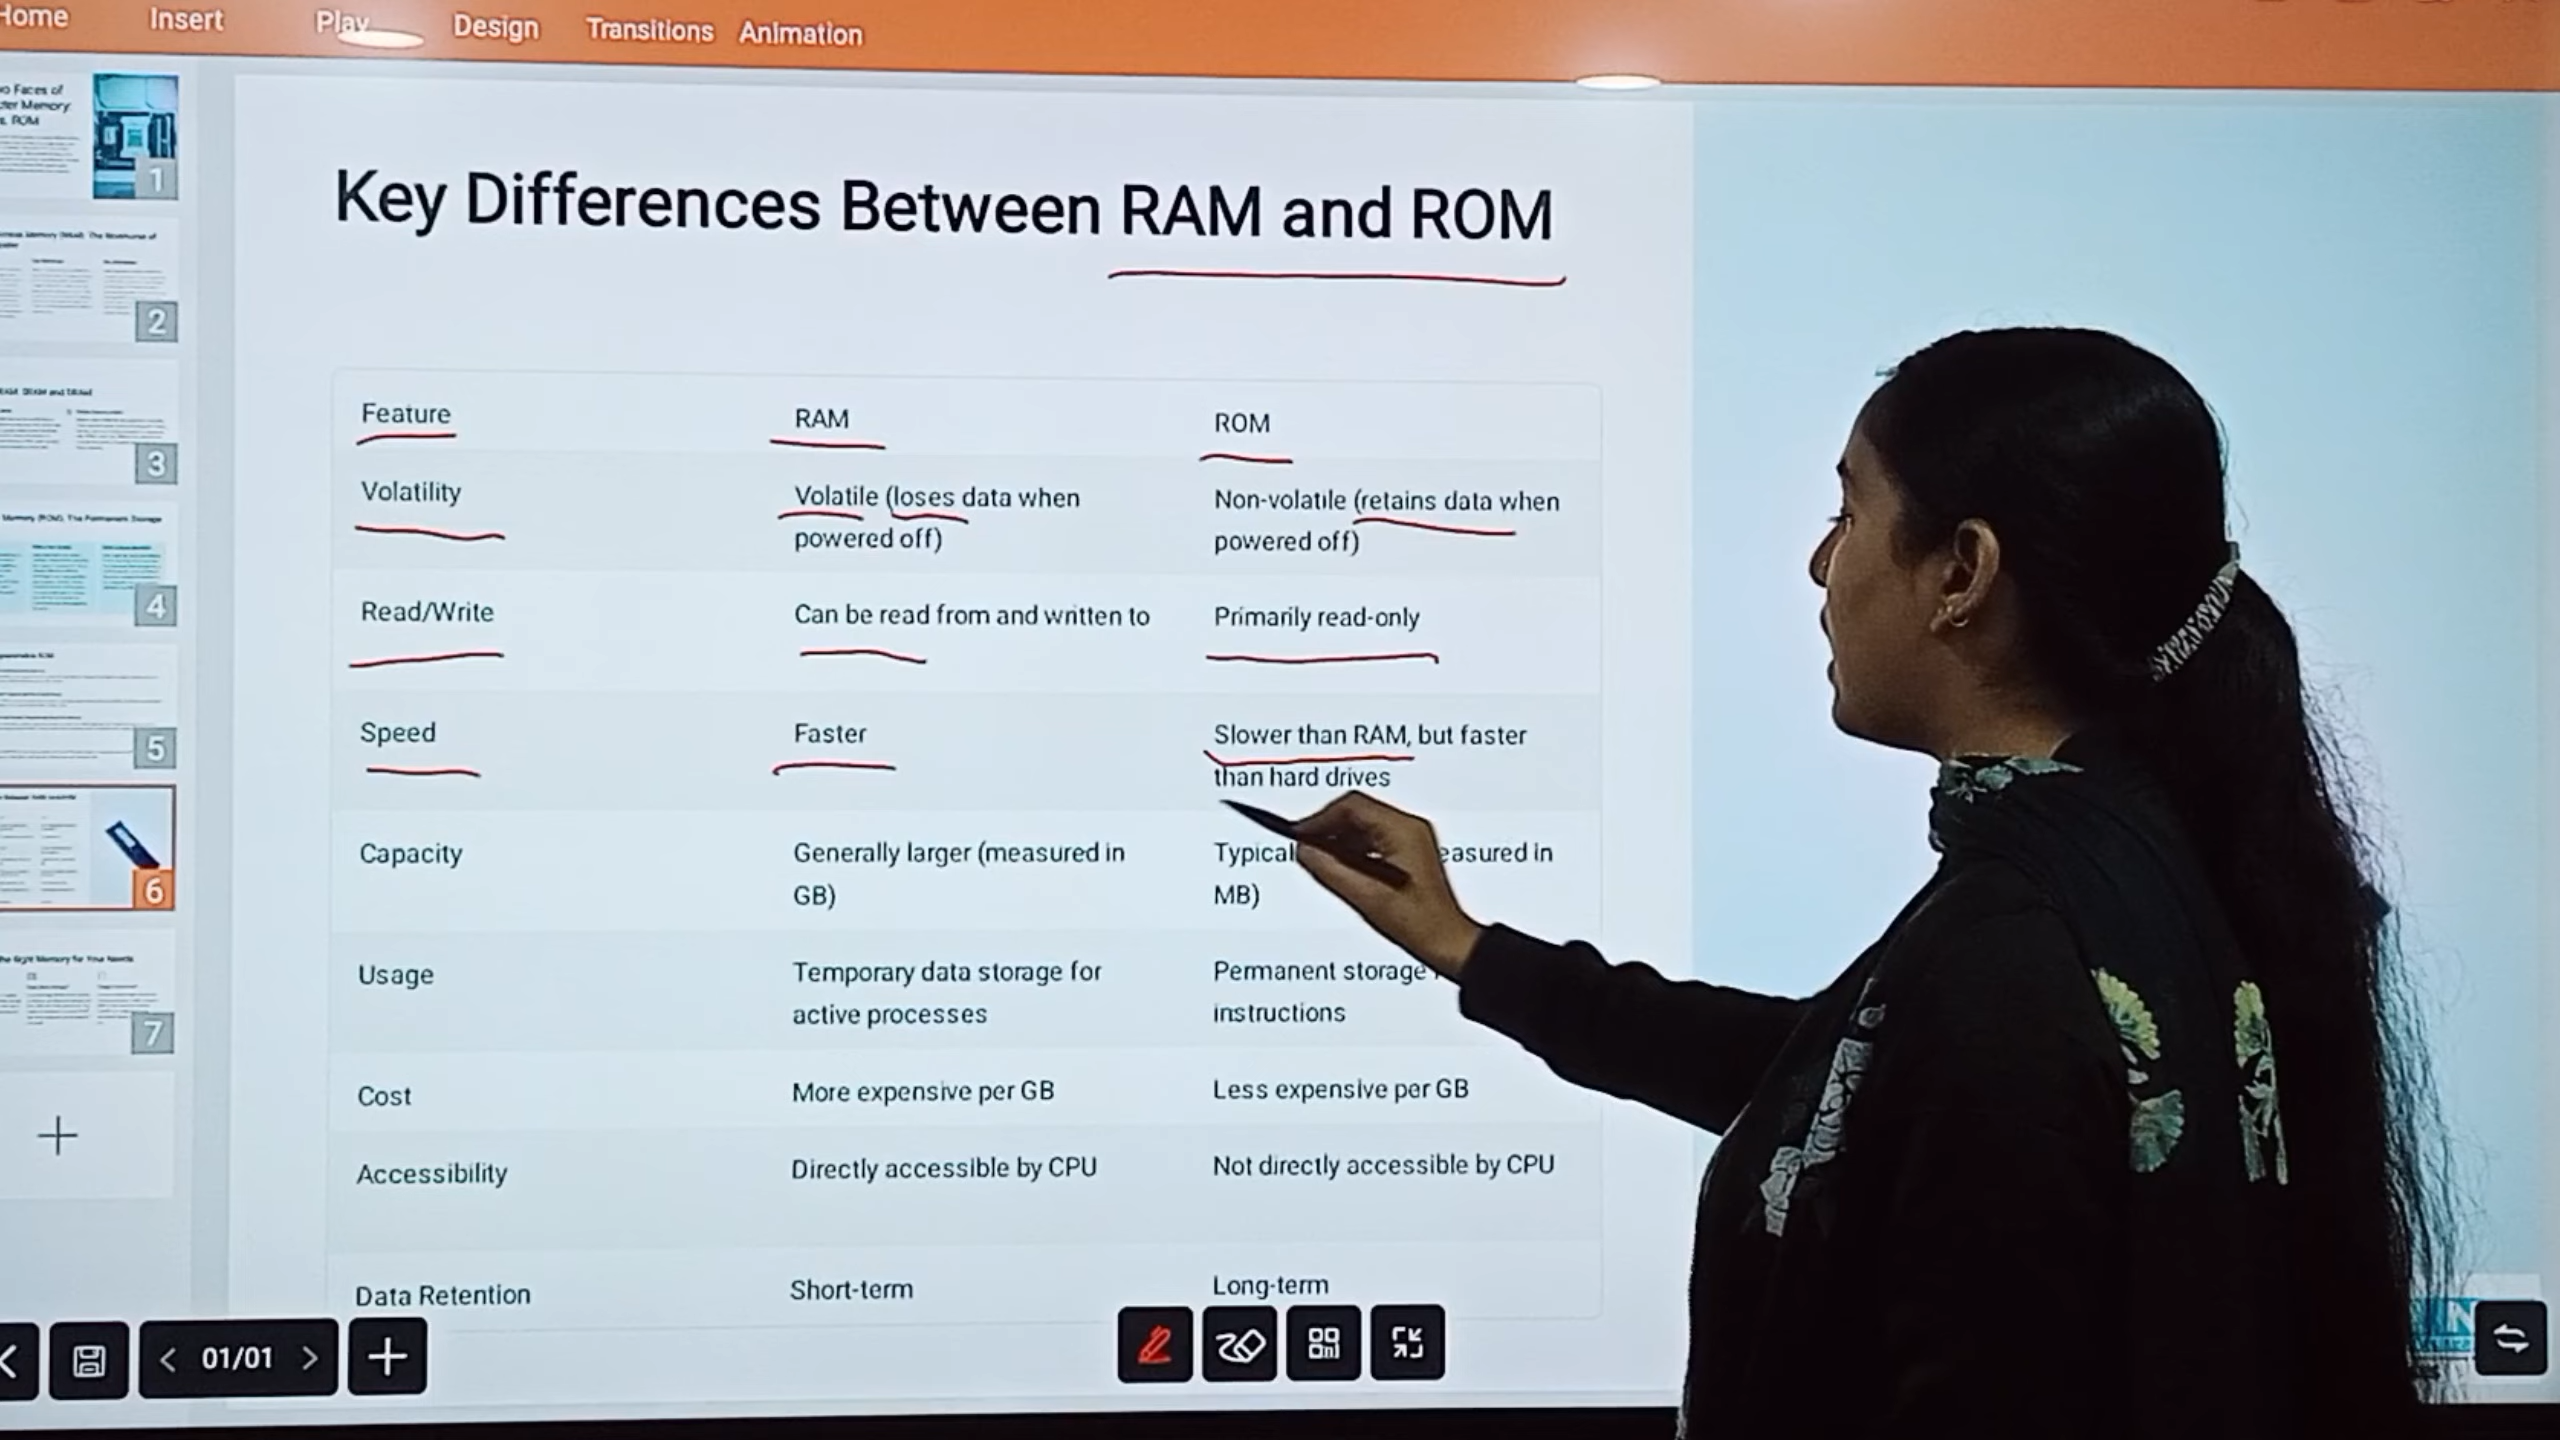 Home Insert Play Design Transitions Animation
Faces of
Memory:
ROM
1
2
3
4
5
6
7
Key Differences Between RAM and ROM
Feature RAM ROM
Volatility Volatile (loses data when Non-volatile (retains data when
powered off) powered off)
Read/Write Can be read from and written to Primarily read-only
Speed Faster Slower than RAM, but faster
than hard drives
Capacity Generally larger (measured in easured in
GB) MB)
Usage Temporary data storage for Permanent storage
active processes instructions
Cost More expensive per GB Less expensive per GB
Accessibility Directly accessible by CPU Not directly accessible by CPU
Data Retention Short-term Long-term
01/01